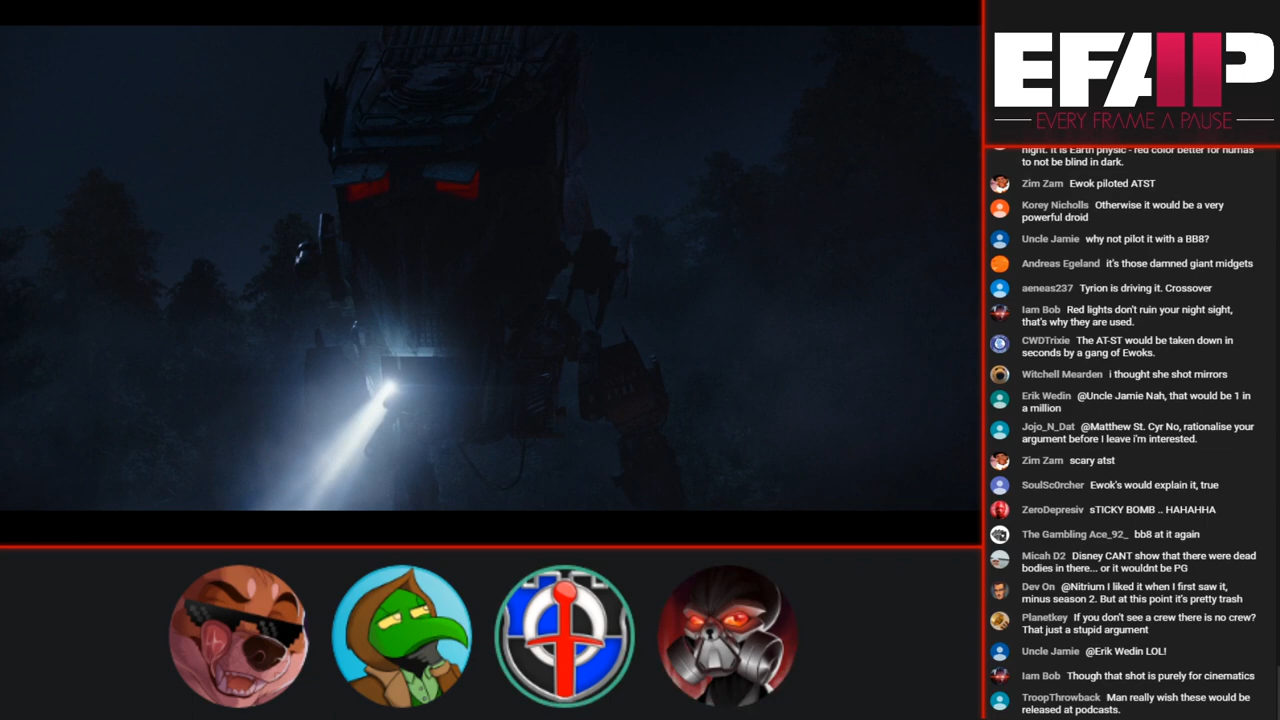 EFAP
EVERY FRAME A PAUSE
night. It is Earth physic - red color better for humas
to not be blind in dark.
Zim Zam Ewok piloted ATST
Korey Nicholls Otherwise it would be a very
powerful droid
Uncle Jamie why not pilot it with a BB8?
Andreas Egeland it's those damned giant midgets
aeneas237 Tyrion is driving it. Crossover
Iam Bob Red lights don't ruin your night sight,
that's why they are used.
CWDTrixie The AT-ST would be taken down in
seconds by a gang of Ewoks.
Witchell Mearden i thought she shot mirrors
Erik Wedin @Uncle Jamie Nah, that would be 1 in
a million
Jojo_N_Dat @Matthew St. Cyr No, rationalise your
argument before I leave i'm interested.
Zim Zam scary atst
SoulSc0rcher Ewok's would explain it, true
ZeroDepresiv sTICKY BOMB .. HAHAHHA
The Gambling Ace_92_ bb8 at it again
Micah D2 Disney CANT show that there were dead
bodies in there... or it wouldnt be PG
Dev On @Nitrium I liked it when I first saw it,
minus season 2. But at this point it's pretty trash
Planetkey If you don't see a crew there is no crew?
That just a stupid argument
Uncle Jamie @Erik Wedin LOL!
Iam Bob Though that shot is purely for cinematics
TroopThrowback Man really wish these would be
released at podcasts.